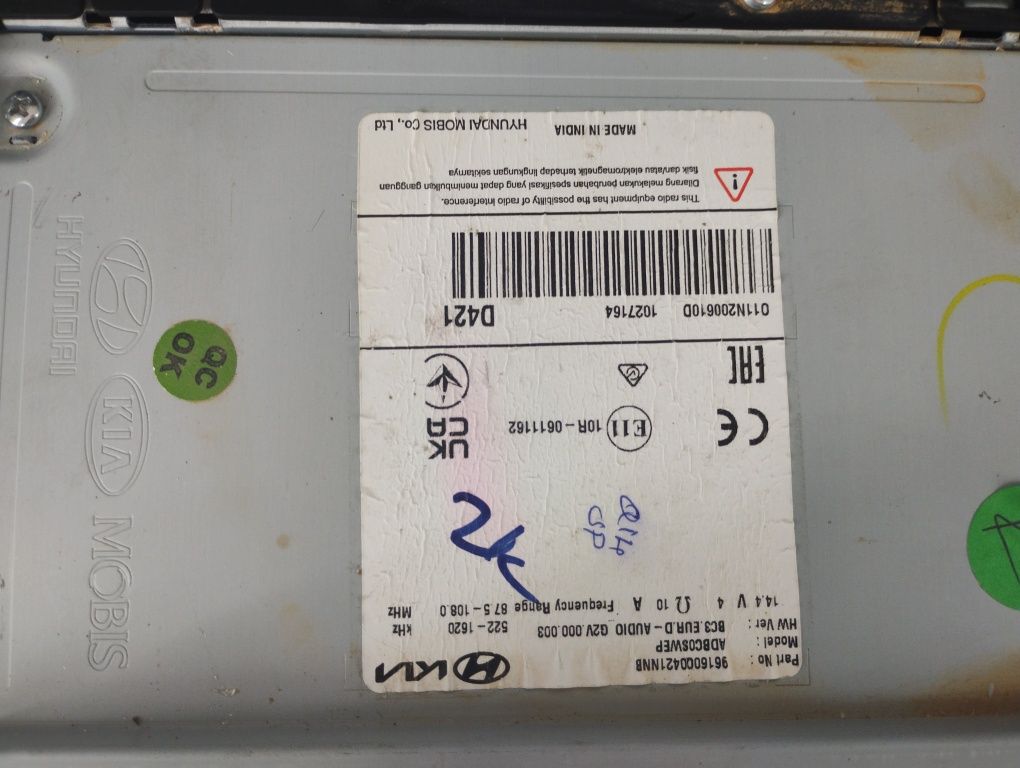 HYUNDAI KIA MOBIS
QC
OK
KIA
Part No : 96160Q0421NNB
Model : ADBC0SWEP
HW Ver : BC3.EUR.D-AUDIO G2V.000.003
522-1620 kHz
14.4 V 4 Ω 10 A Frequency Range 87.5-108.0 MHz
CE
E11
10R-0611162
UK
CA
EAC
011N200610D 1027164 D421
This radio equipment has the possibility of radio interference.
Dilarang melakukan perubahan spesifikasi yang dapat menimbulkan gangguan
fisik dan/atau elektromagnetik terhadap lingkungan sekitarnya
MADE IN INDIA HYUNDAI MOBIS Co., Ltd